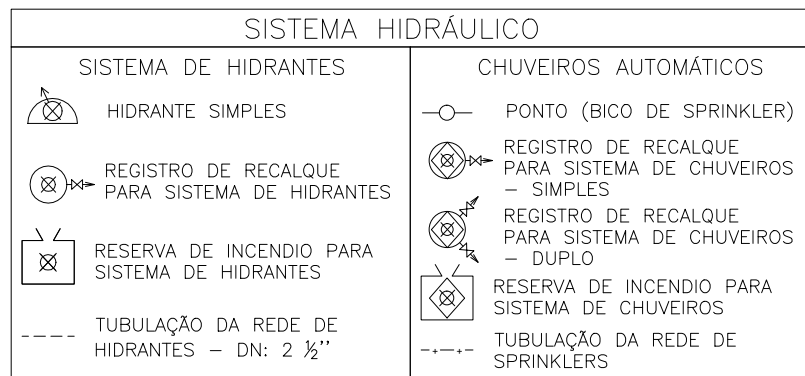 SISTEMA HIDRÁULICO
SISTEMA DE HIDRANTES
HIDRANTE SIMPLES
REGISTRO DE RECALQUE
PARA SISTEMA DE HIDRANTES
RESERVA DE INCENDIO PARA
SISTEMA DE HIDRANTES
TUBULAÇÃO DA REDE DE
HIDRANTES – DN: 2 ½''
CHUVEIROS AUTOMÁTICOS
PONTO (BICO DE SPRINKLER)
REGISTRO DE RECALQUE
PARA SISTEMA DE CHUVEIROS
– SIMPLES
REGISTRO DE RECALQUE
PARA SISTEMA DE CHUVEIROS
– DUPLO
RESERVA DE INCENDIO PARA
SISTEMA DE CHUVEIROS
TUBULAÇÃO DA REDE DE
SPRINKLERS